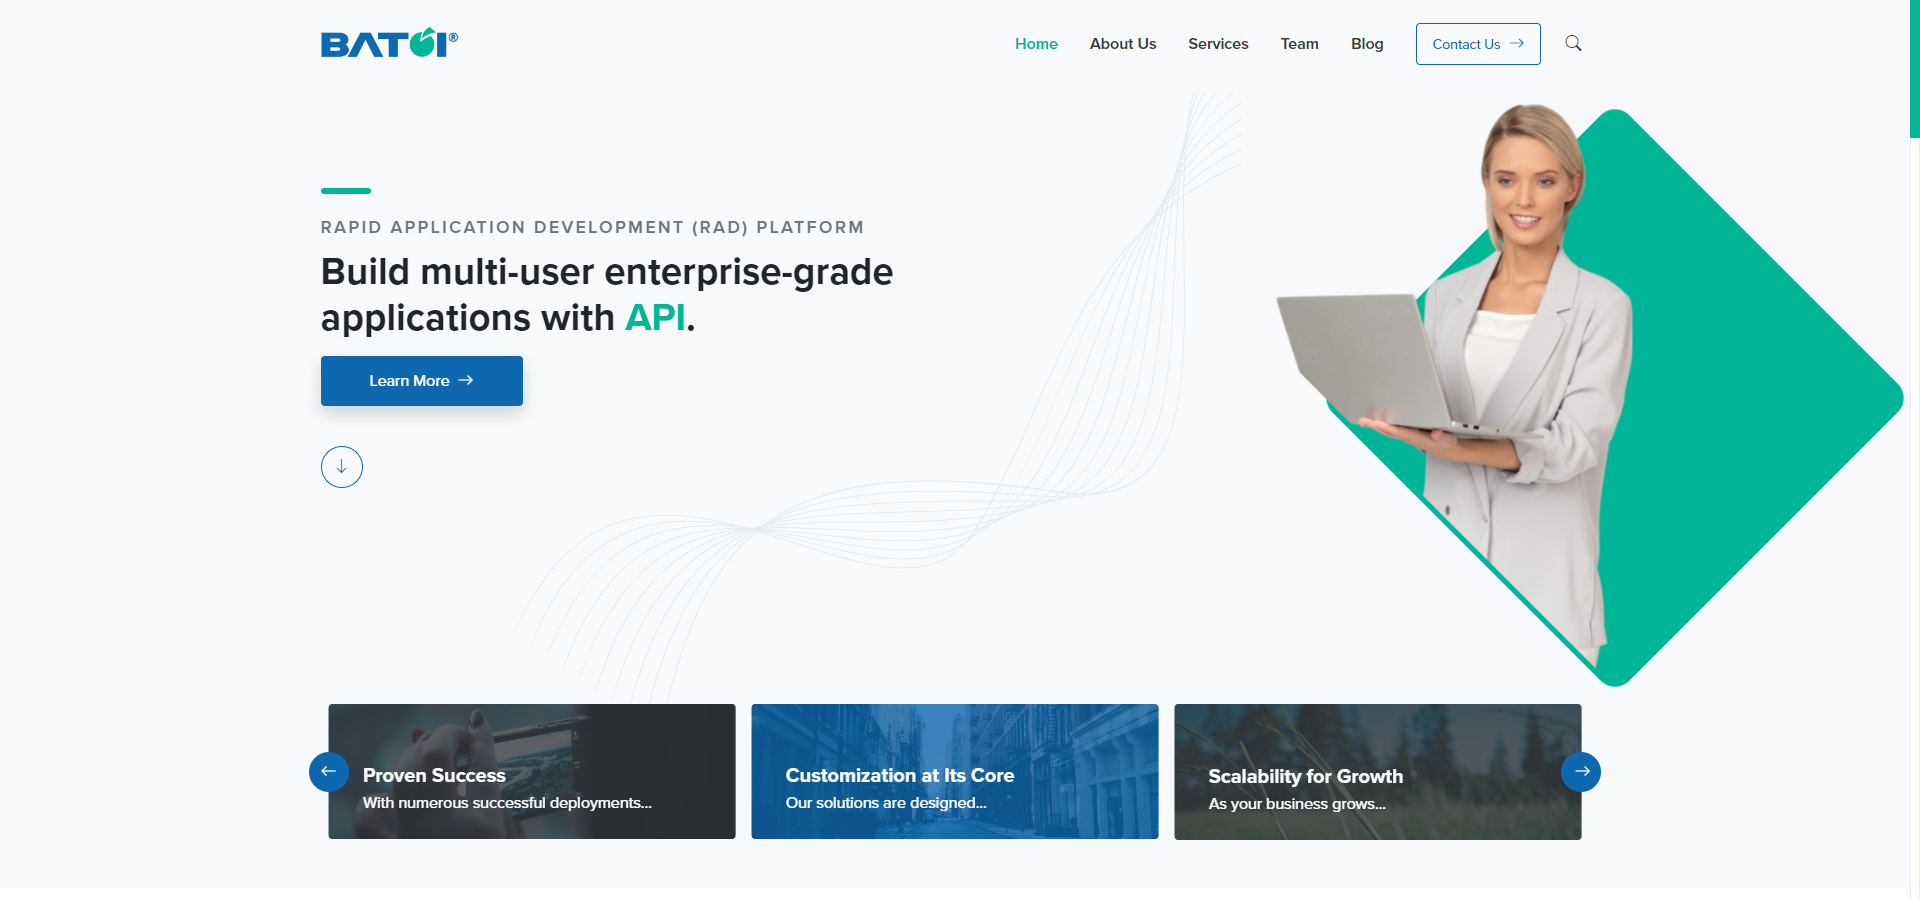 BATOI®
Home
About Us
Services
Team
Blog
Contact Us
RAPID APPLICATION DEVELOPMENT (RAD) PLATFORM
Build multi-user enterprise-grade
applications with API.
Learn More
Proven Success
With numerous successful deployments...
Customization at Its Core
Our solutions are designed...
Scalability for Growth
As your business grows...